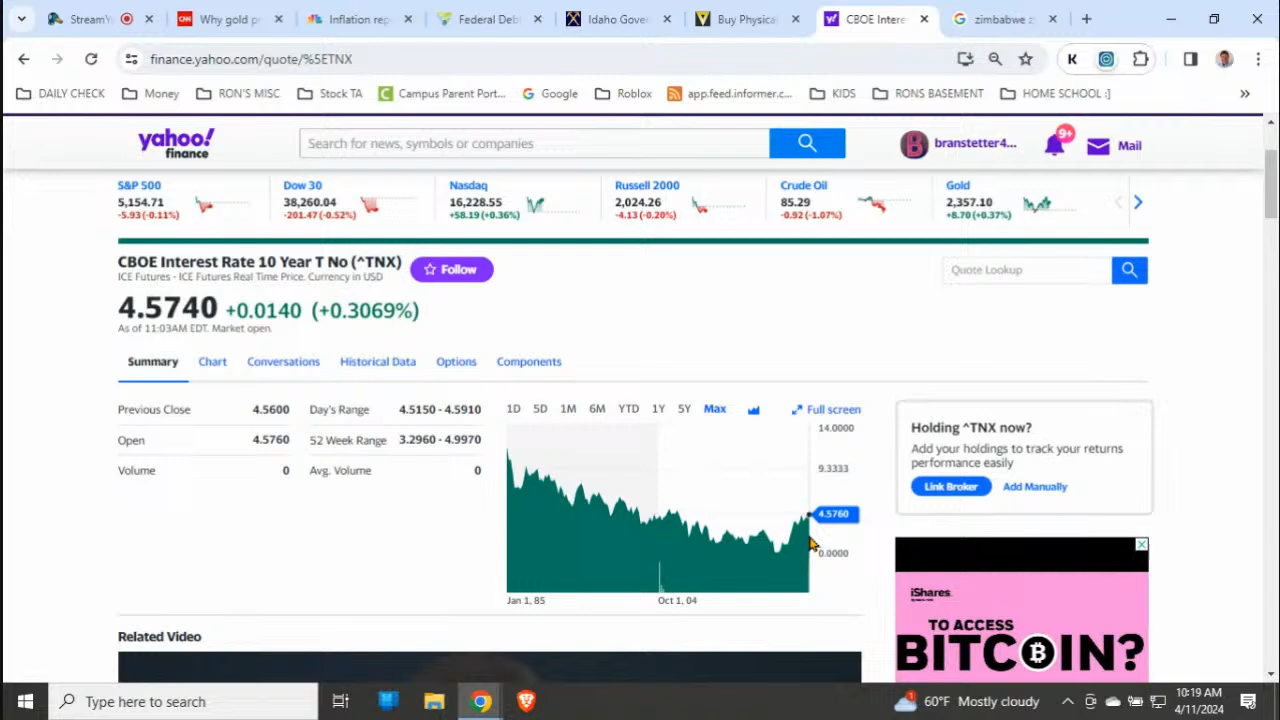 StreamY
Why gold p
Inflation rep
Federal Deb
Idaho Gove
Buy Physica
CBOE Intere
zimbabwe z
finance.yahoo.com/quote/%5ETNX
K
DAILY CHECK
Money
RON'S MISC
Stock TA
Campus Parent Port...
Google
Roblox
app.feed.informer.c...
KIDS
RONS BASEMENT
HOME SCHOOL :]
yahoo!
finance
Search for news, symbols or companies
B
branstetter4...
9+
Mail
S&P 500
5,154.71
-5.93 (-0.11%)
Dow 30
38,260.04
-201.47 (-0.52%)
Nasdaq
16,228.55
+58.19 (+0.36%)
Russell 2000
2,024.26
-4.13 (-0.20%)
Crude Oil
85.29
-0.92 (-1.07%)
Gold
2,357.10
+8.70 (+0.37%)
CBOE Interest Rate 10 Year T No (^TNX)
Follow
ICE Futures - ICE Futures Real Time Price. Currency in USD
Quote Lookup
4.5740 +0.0140 (+0.3069%)
As of 11:03AM EDT. Market open.
Summary
Chart
Conversations
Historical Data
Options
Components
Previous Close 4.5600
Open 4.5760
Volume 0
Day's Range 4.5150 - 4.5910
52 Week Range 3.2960 - 4.9970
Avg. Volume 0
1D 5D 1M 6M YTD 1Y 5Y Max
Full screen
14.0000
9.3333
4.5760
0.0000
Jan 1, 85
Oct 1, 04
Holding ^TNX now?
Add your holdings to track your returns
performance easily
Link Broker
Add Manually
iShares.
TO ACCESS
BITCOIN?
Related Video
Type here to search
1
60°F Mostly cloudy
10:19 AM
4/11/2024